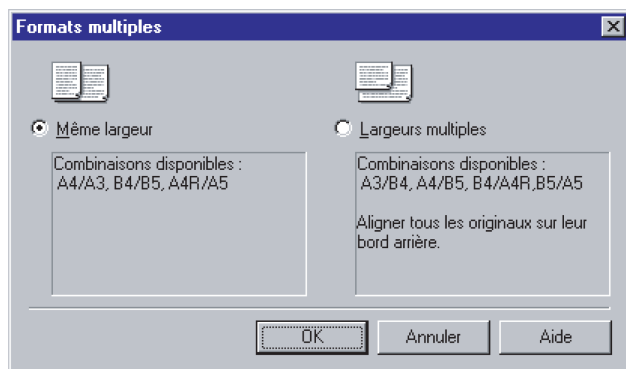 Formats multiples
Même largeur
Combinaisons disponibles :
A4/A3, B4/B5, A4R/A5
Largeurs multiples
Combinaisons disponibles :
A3/B4, A4/B5, B4/A4R,B5/A5
Aligner tous les originaux sur leur
bord arrière.
OK
Annuler
Aide